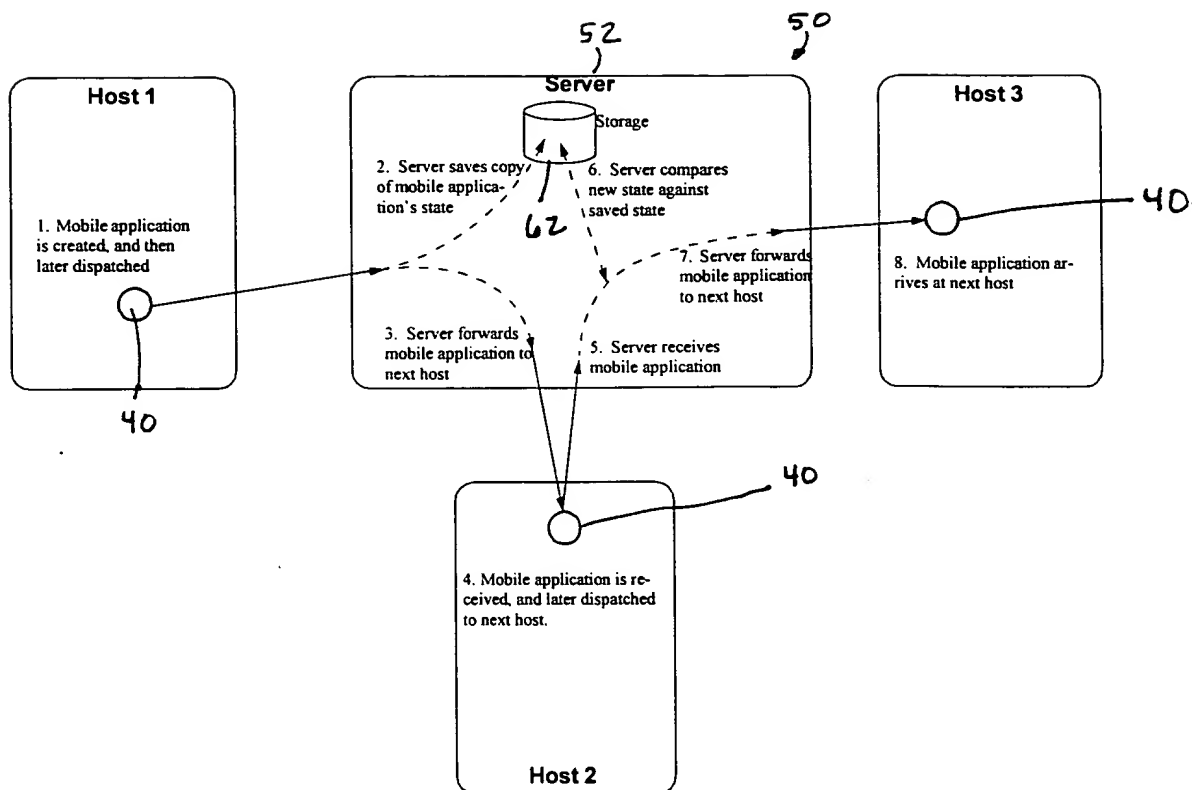 52
50
Host 1
Server
Host 3
Storage
2. Server saves copy
of mobile applica-
tion's state
6. Server compares
new state against
saved state
62
40
1. Mobile application
is created, and then
later dispatched
7. Server forwards
mobile application
to next host
8. Mobile application ar-
rives at next host
3. Server forwards
mobile application to
next host
5. Server receives
mobile application
40
40
4. Mobile application is re-
ceived, and later dispatched
to next host.
Host 2